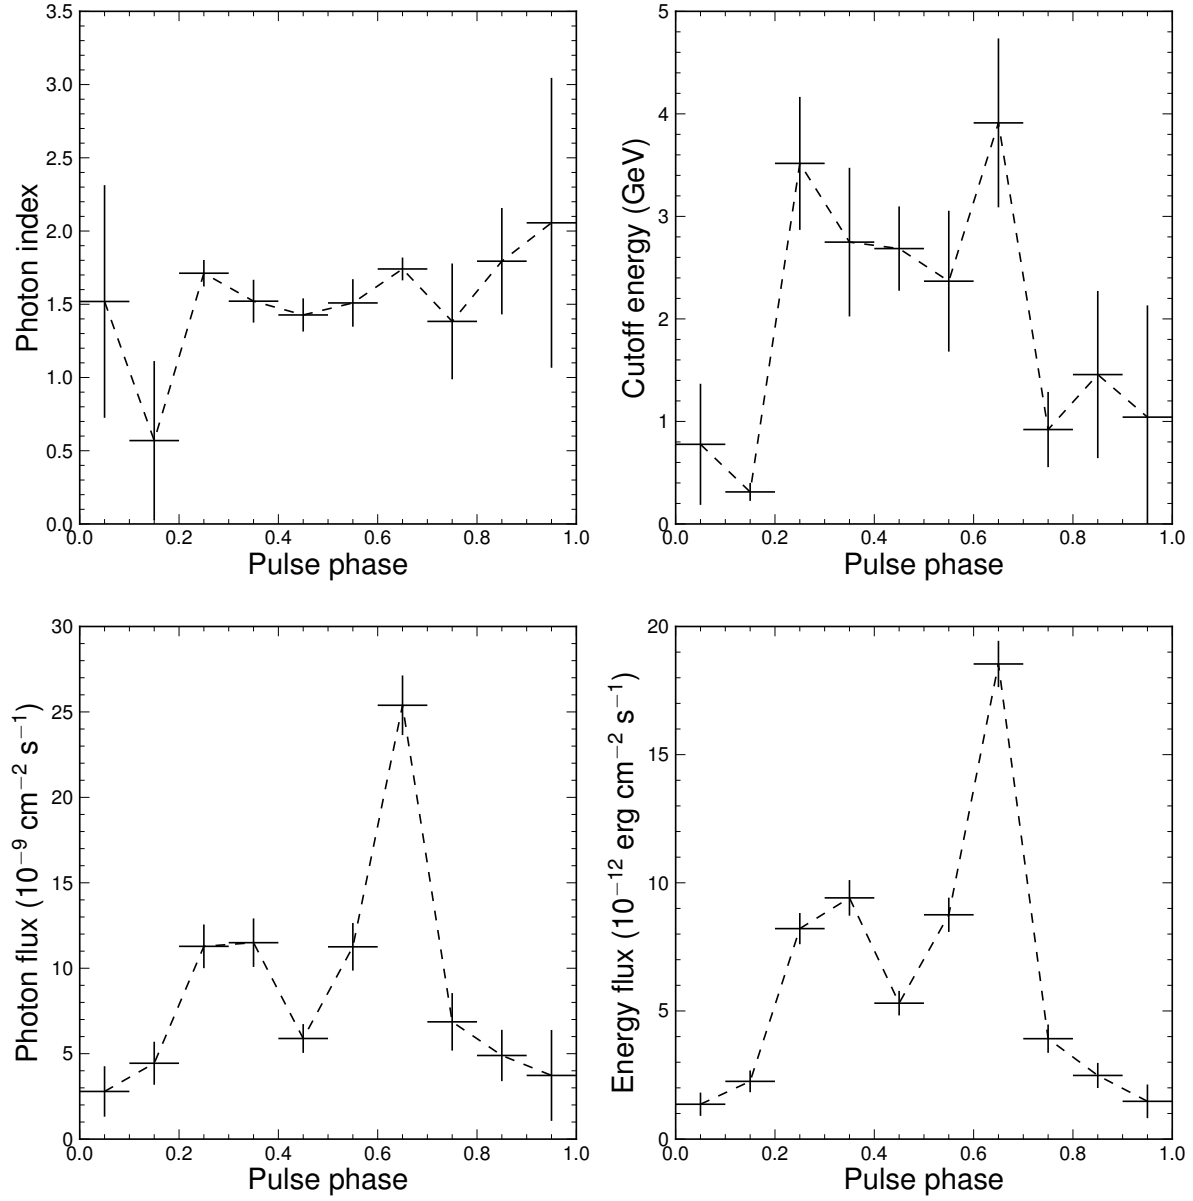 3.5
3.0
2.5
2.0
1.5
1.0
0.5
0.0
Photon index
0.0 0.2 0.4 0.6 0.8 1.0
Pulse phase
5
4
3
2
1
0
Cutoff energy (GeV)
0.0 0.2 0.4 0.6 0.8 1.0
Pulse phase
30
25
20
15
10
5
0
Photon flux (10⁻⁹ cm⁻² s⁻¹)
0.0 0.2 0.4 0.6 0.8 1.0
Pulse phase
20
15
10
5
0
Energy flux (10⁻¹² erg cm⁻² s⁻¹)
0.0 0.2 0.4 0.6 0.8 1.0
Pulse phase